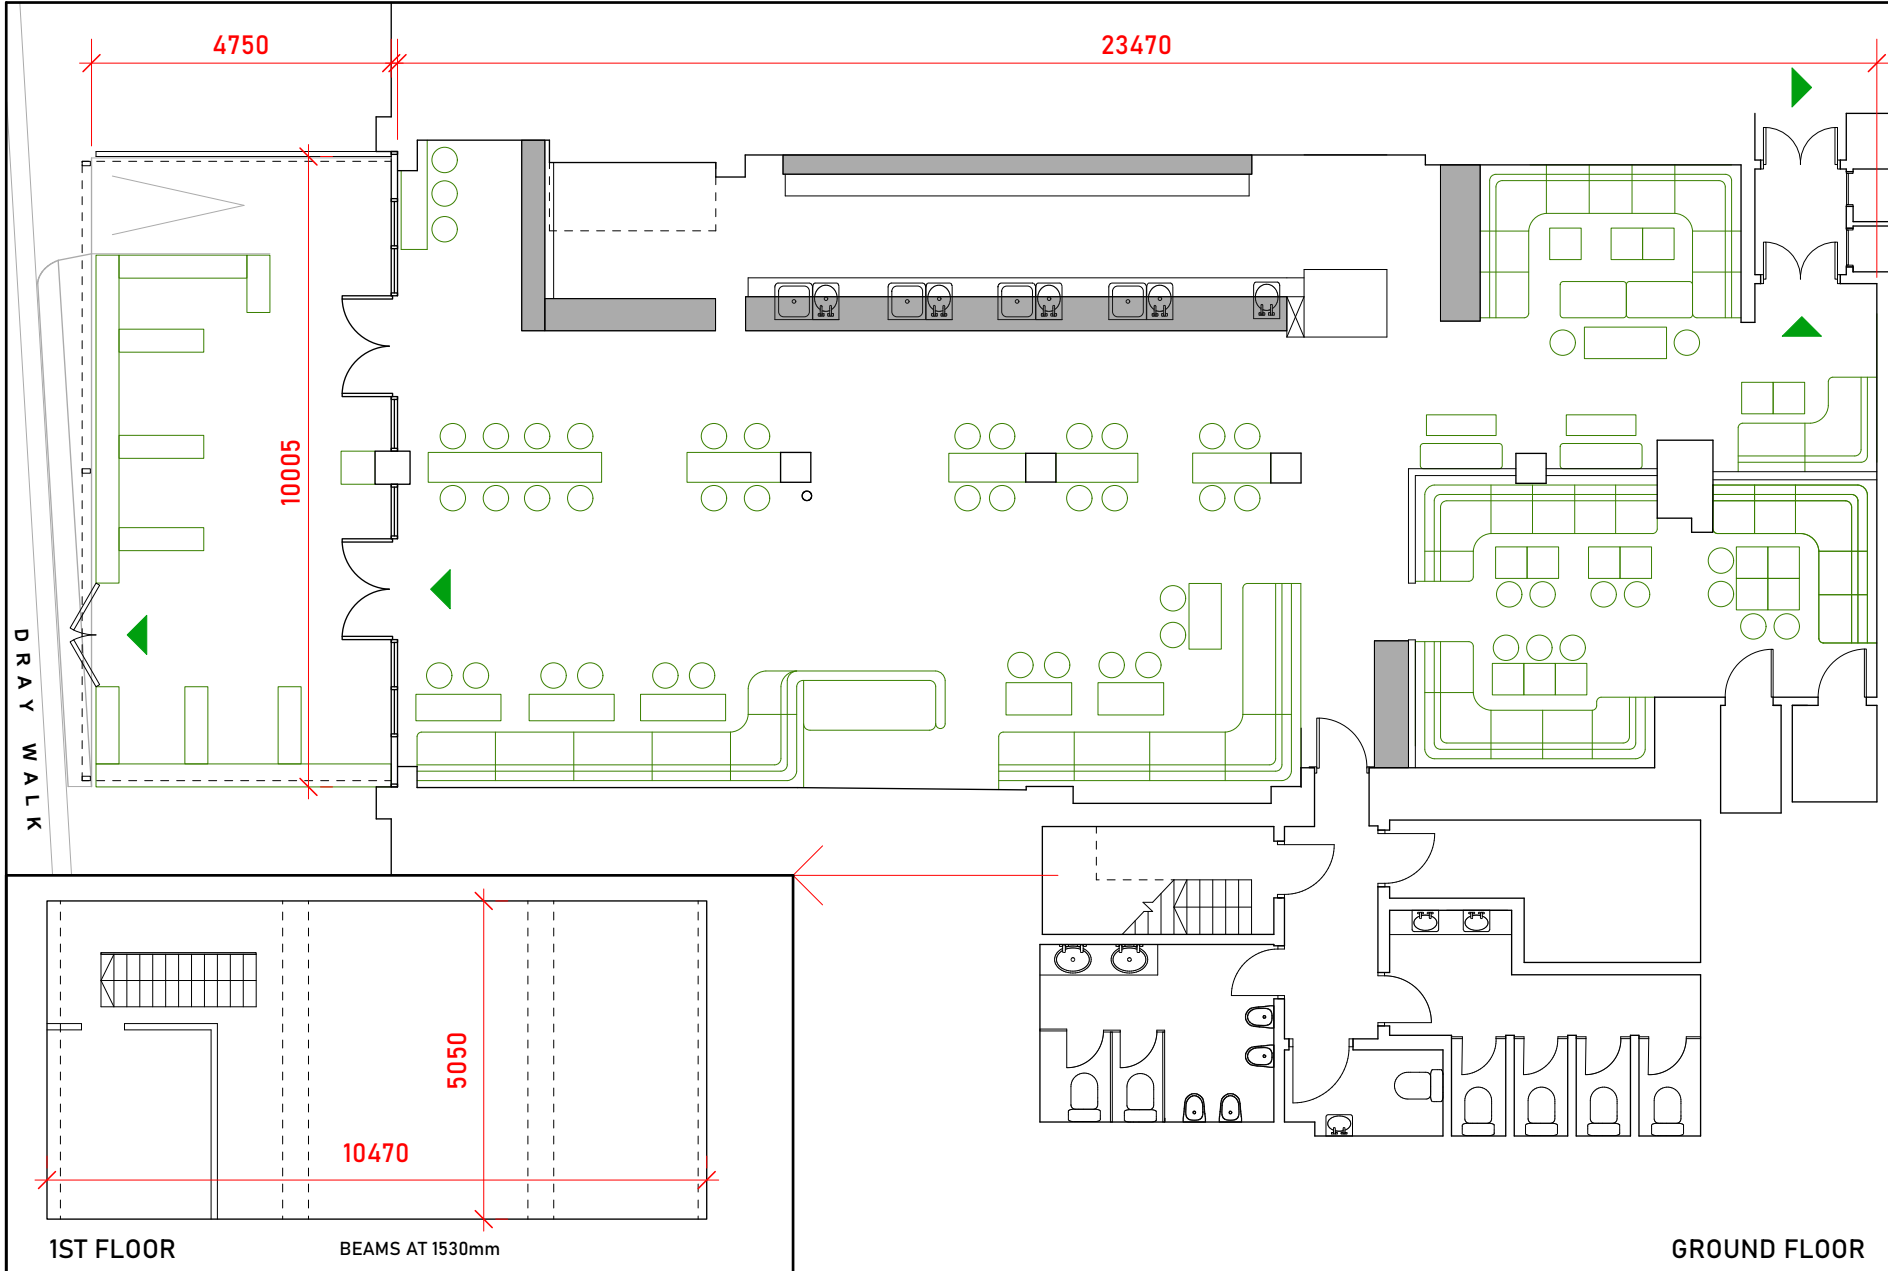 4750
23470
10005
DRAY WALK
5050
10470
1ST FLOOR
BEAMS AT 1530mm
GROUND FLOOR